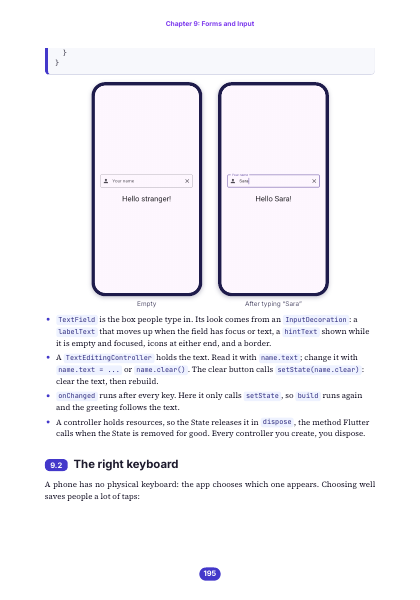 Chapter 9: Forms and Input
}
}
Your name
Hello stranger!
Your name
Sara
Hello Sara!
Empty
After typing "Sara"
• TextField is the box people type in. Its look comes from an InputDecoration: a
labelText that moves up when the field has focus or text, a hintText shown while
it is empty and focused, icons at either end, and a border.
• A TextEditingController holds the text. Read it with name.text; change it with
name.text = ... or name.clear(). The clear button calls setState(name.clear):
clear the text, then rebuild.
• onChanged runs after every key. Here it only calls setState, so build runs again
and the greeting follows the text.
• A controller holds resources, so the State releases it in dispose, the method Flutter
calls when the State is removed for good. Every controller you create, you dispose.
9.2 The right keyboard
A phone has no physical keyboard: the app chooses which one appears. Choosing well
saves people a lot of taps:
195